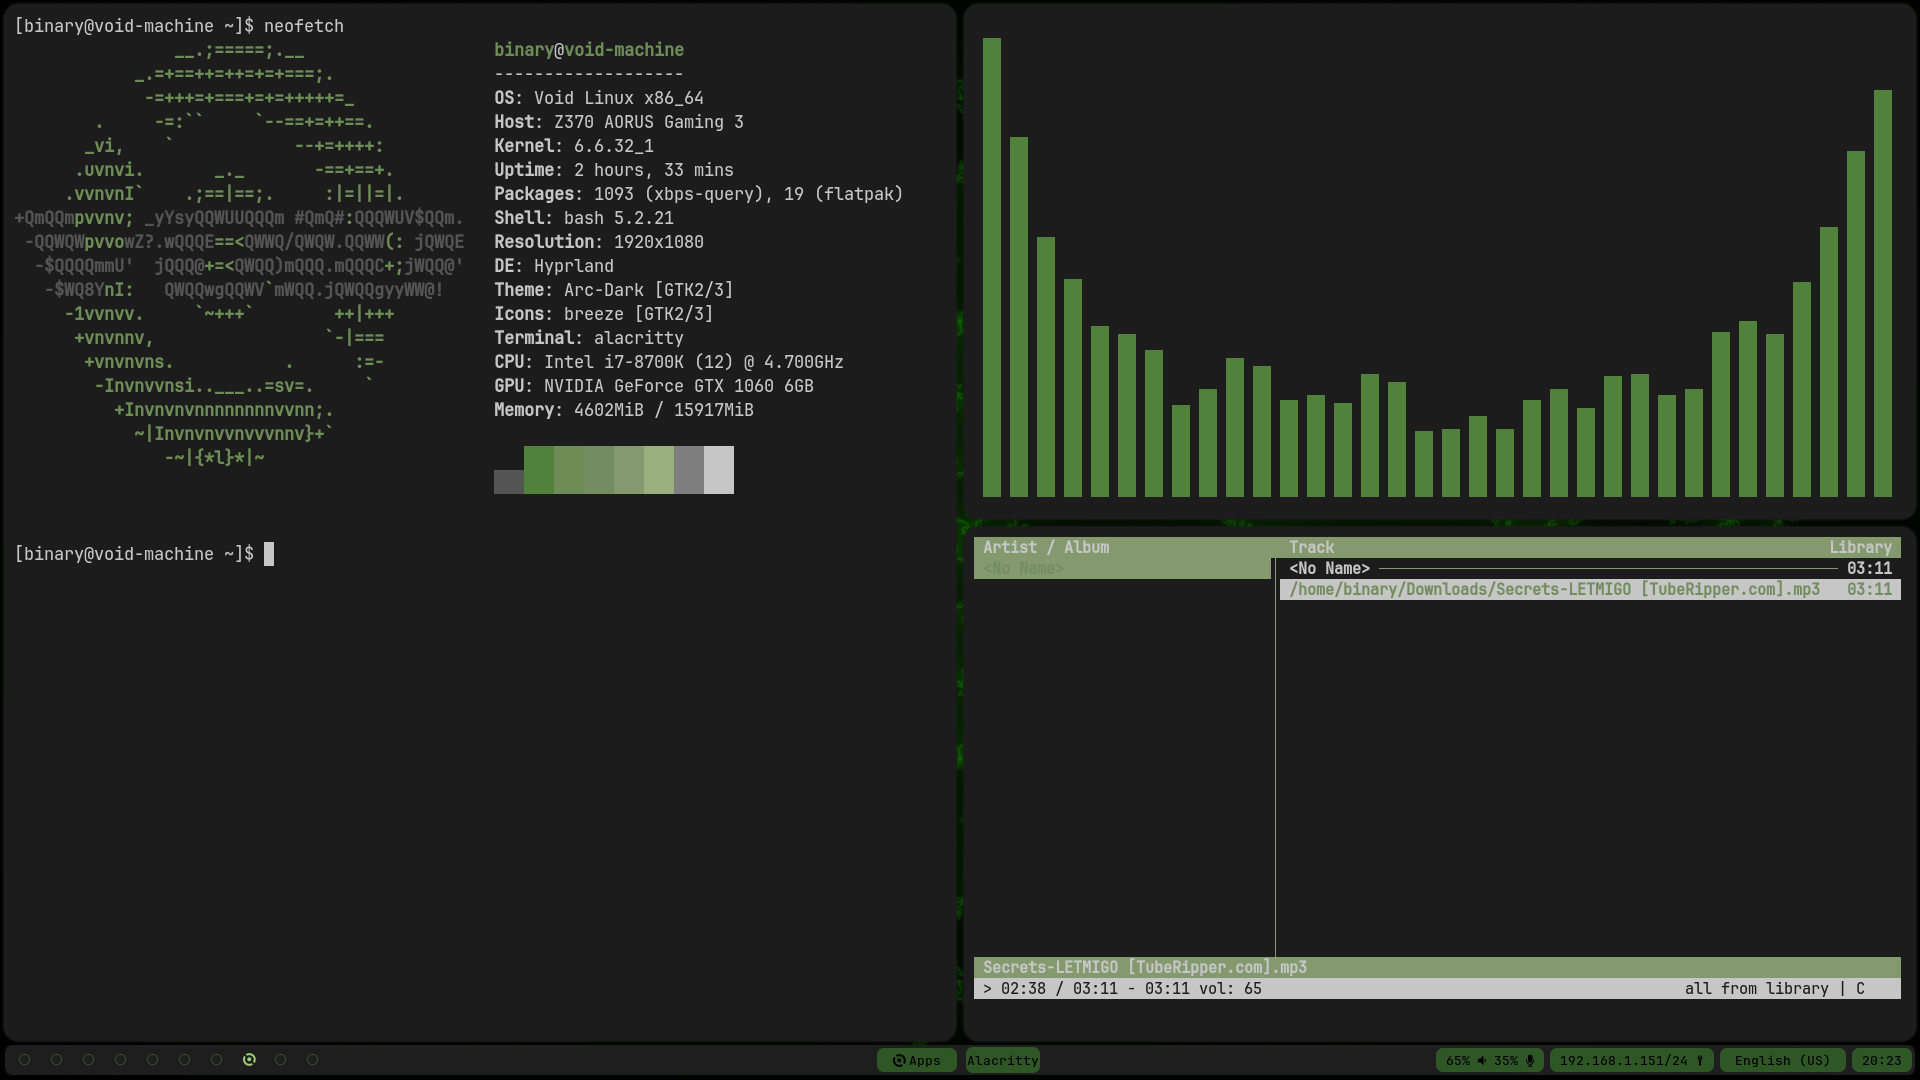 [binary@void-machine ~]$ neofetch
__.;=====;.__
_.=+==++=++=+=+===;.
-=+++=+===+=+=+++++=_
.     -=:``     `--==+=++==.
_vi,    `            --+=++++:
.uvnvi.       _._       -==+==+.
.vvnvnI`    .;==|==;.     :|=||=|.
+QmQQmpvvnv; _yYsyQQWUUQQQm #QmQ#:QQQWUV$QQm.
-QQWQWpvvowZ?.wQQQE==<QWWQ/QWQW.QQWW(: jQWQE
-$QQQQmmU'  jQQQ@+=<QWQQ)mQQQ.mQQQC+;jWQQ@'
-$WQ8YnI:   QWQQwgQQWV`mWQQ.jQWQQgyyWW@!
-1vvnvv.     `~+++`        ++|+++
+vnvnnv,                 `-|===
+vnvnvns.           .      :=-
-Invnvvnsi..___..=sv=.     `
+Invnvnvnnnnnnnnvvnn;.
~|Invnvnvvnvvvnnv}+`
-~|{*l}*|~
binary@void-machine
-------------------
OS: Void Linux x86_64
Host: Z370 AORUS Gaming 3
Kernel: 6.6.32_1
Uptime: 2 hours, 33 mins
Packages: 1093 (xbps-query), 19 (flatpak)
Shell: bash 5.2.21
Resolution: 1920x1080
DE: Hyprland
Theme: Arc-Dark [GTK2/3]
Icons: breeze [GTK2/3]
Terminal: alacritty
CPU: Intel i7-8700K (12) @ 4.700GHz
GPU: NVIDIA GeForce GTX 1060 6GB
Memory: 4602MiB / 15917MiB
[binary@void-machine ~]$
Artist / Album
<No Name>
Track Library
<No Name> 03:11
/home/binary/Downloads/Secrets-LETMIGO [TubeRipper.com].mp3 03:11
Secrets-LETMIGO [TubeRipper.com].mp3
> 02:38 / 03:11 - 03:11 vol: 65 all from library | C
Apps Alacritty 65% 35% 192.168.1.151/24 English (US) 20:23